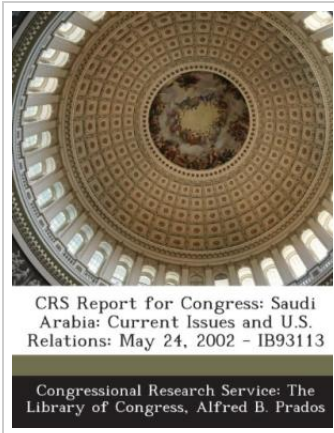 CRS Report for Congress: Saudi
Arabia: Current Issues and U.S.
Relations: May 24, 2002 - IB93113
Congressional Research Service: The
Library of Congress, Alfred B. Prados